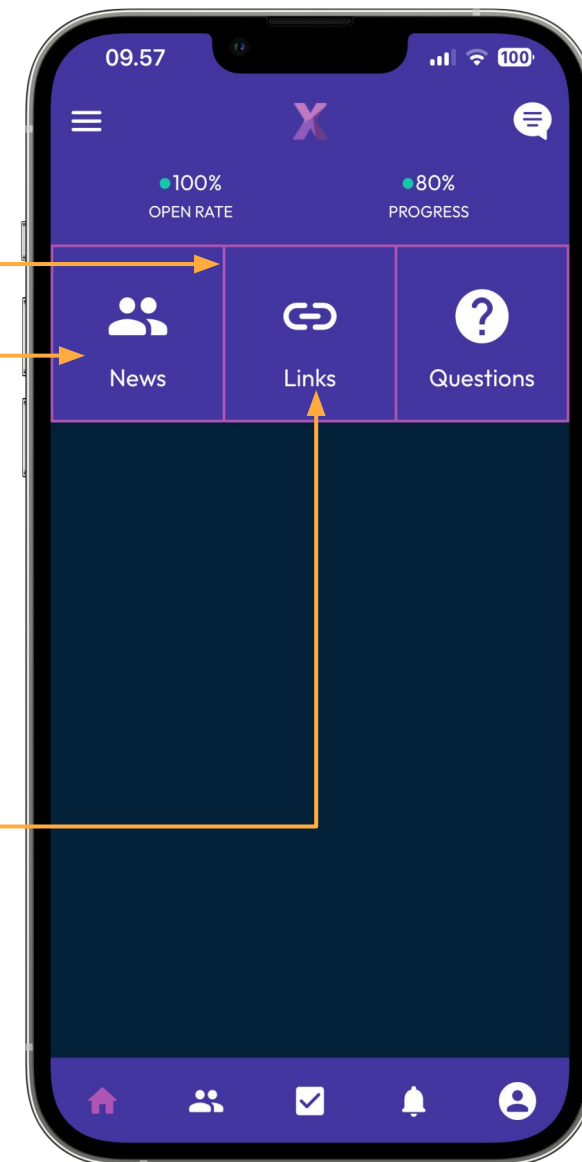 09.57
100
X
100%
80%
OPEN RATE
PROGRESS
News
Links
Questions